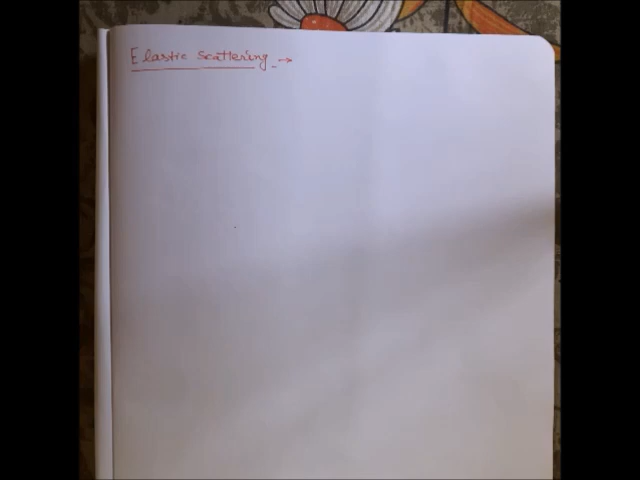 Elastic scattering →